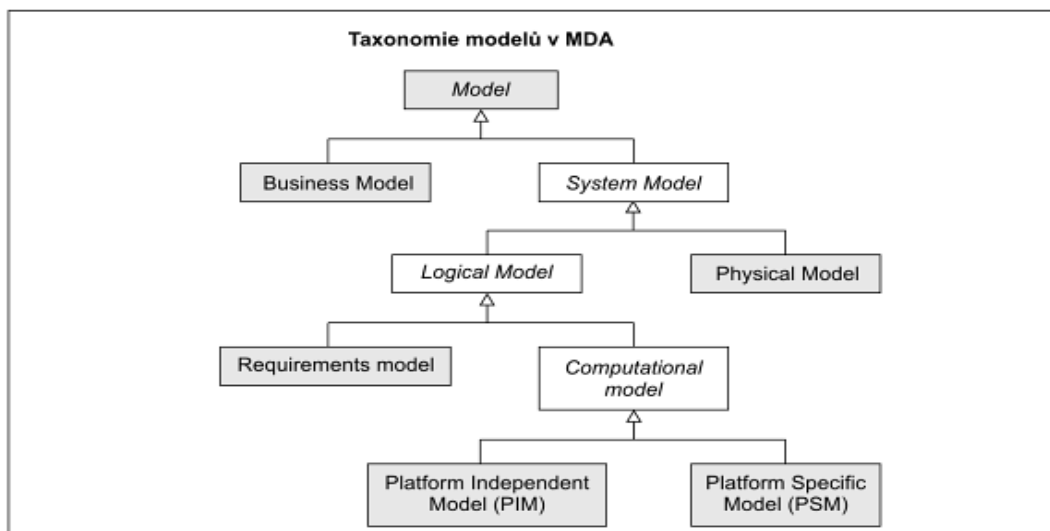 Taxonomie modelů v MDA
Model
Business Model
System Model
Logical Model
Physical Model
Requirements model
Computational
model
Platform Independent
Model (PIM)
Platform Specific
Model (PSM)